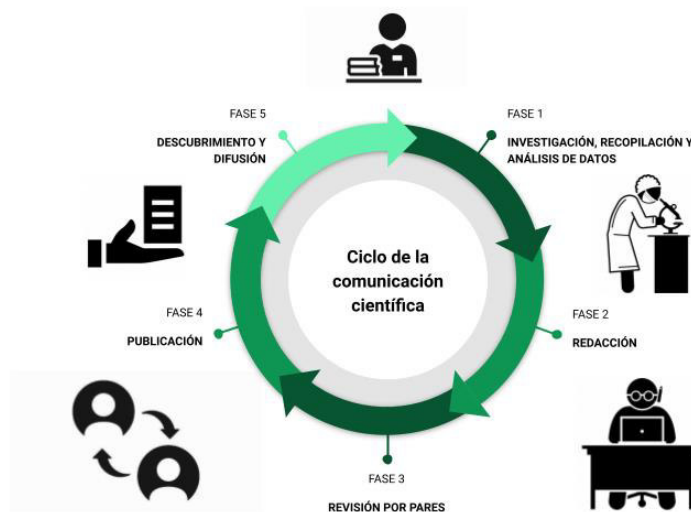 FASE 5
DESCUBRIMIENTO Y
DIFUSIÓN
FASE 1
INVESTIGACIÓN, RECOPILACIÓN Y
ANÁLISIS DE DATOS
Ciclo de la
comunicación
científica
FASE 4
PUBLICACIÓN
FASE 2
REDACCIÓN
FASE 3
REVISIÓN POR PARES